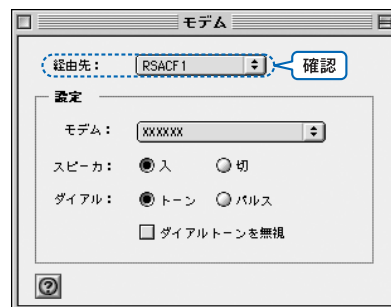 モデム
経由先： RSACF1 確認
設定
モデム： xxxxxx
スピーカ： 入 切
ダイアル： トーン パルス
ダイアルトーンを無視
?